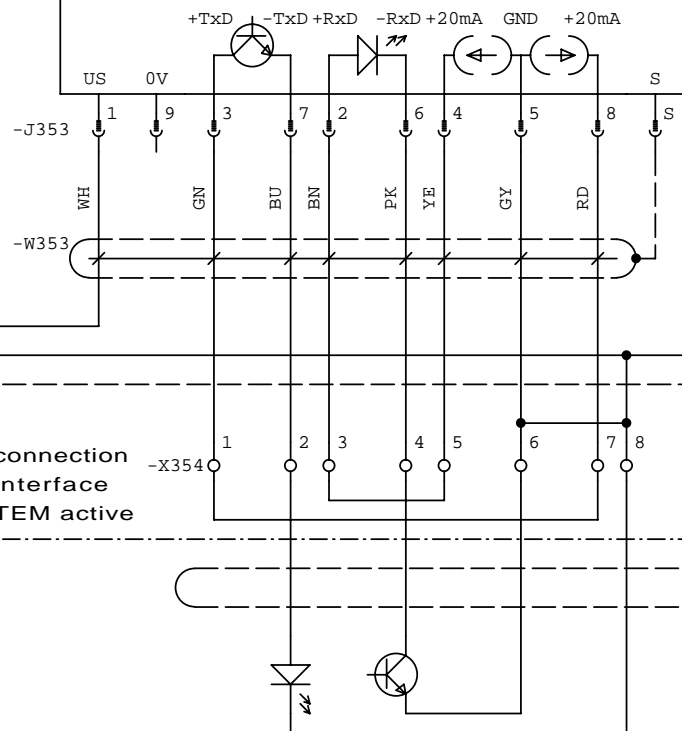 +TxD -TxD +RxD -RxD +20mA GND +20mA
US 0V S
-J353 1 9 3 7 2 6 4 5 8 S
WH GN BU BN PK YE GY RD
-W353
-X354 1 2 3 4 5 6 7 8
connection
nterface
TEM active